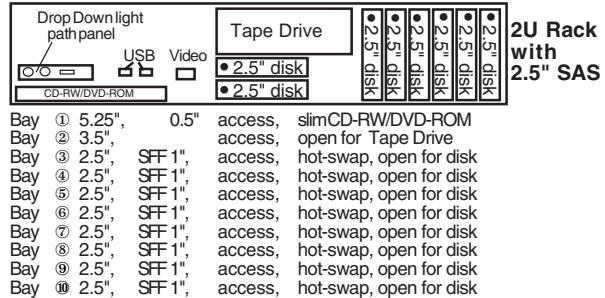 Drop Down light
path panel
USB
Video
CD-RW/DVD-ROM
Tape Drive
• 2.5" disk
• 2.5" disk
• 2.5" disk
• 2.5" disk
• 2.5" disk
• 2.5" disk
• 2.5" disk
• 2.5" disk
2U Rack
with
2.5" SAS
Bay ① 5.25", 0.5" access, slimCD-RW/DVD-ROM
Bay ② 3.5", access, open for Tape Drive
Bay ③ 2.5", SFF 1", access, hot-swap, open for disk
Bay ④ 2.5", SFF 1", access, hot-swap, open for disk
Bay ⑤ 2.5", SFF 1", access, hot-swap, open for disk
Bay ⑥ 2.5", SFF 1", access, hot-swap, open for disk
Bay ⑦ 2.5", SFF 1", access, hot-swap, open for disk
Bay ⑧ 2.5", SFF 1", access, hot-swap, open for disk
Bay ⑨ 2.5", SFF 1", access, hot-swap, open for disk
Bay ⑩ 2.5", SFF 1", access, hot-swap, open for disk